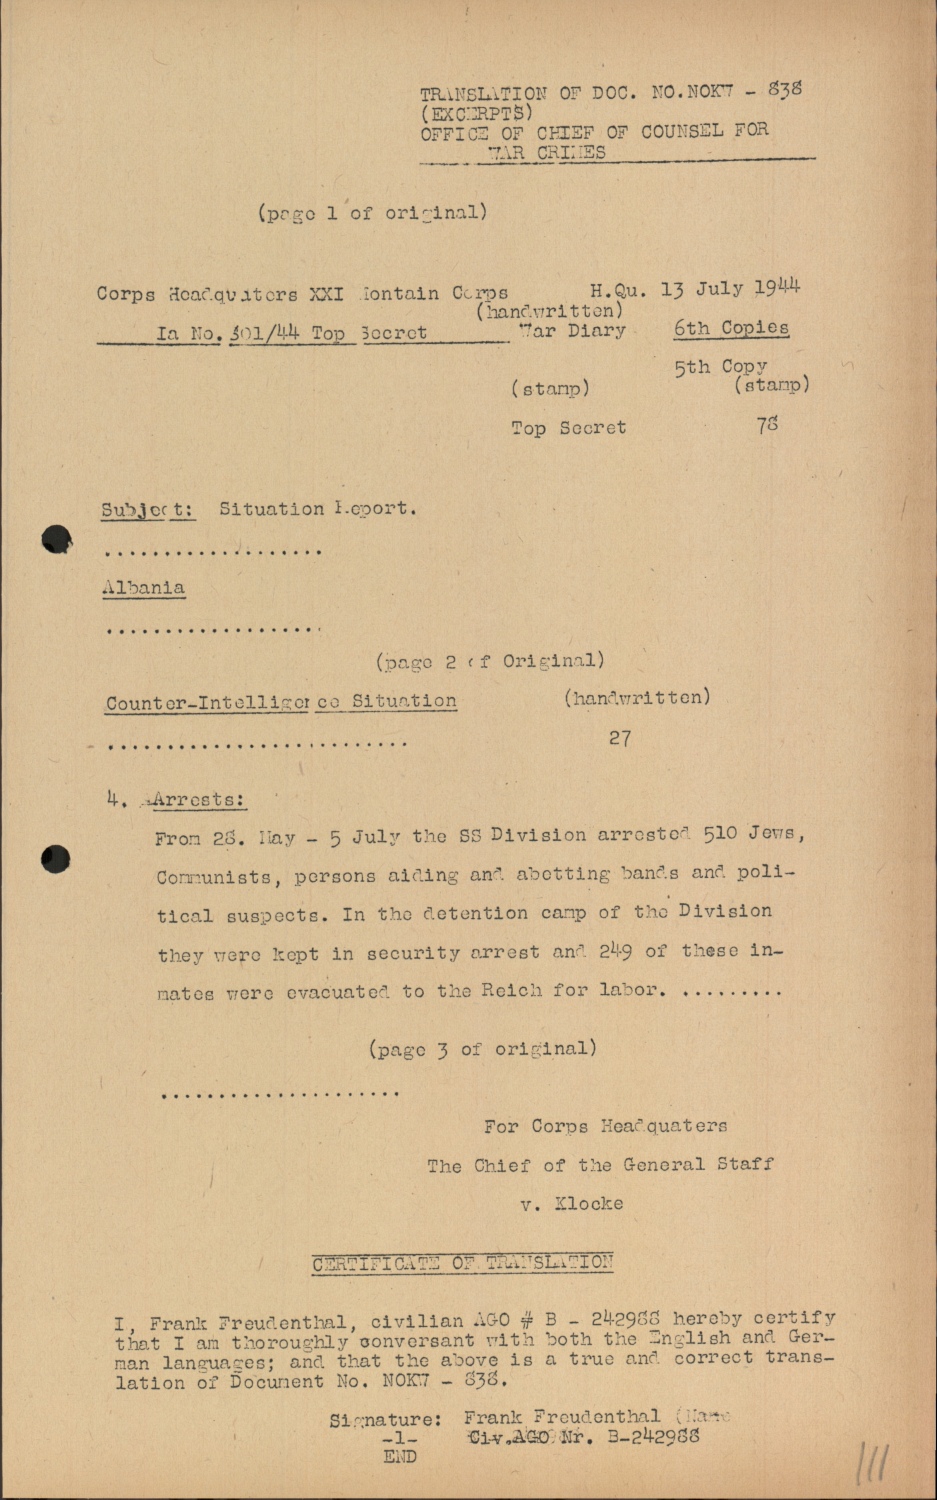 TRANSLATION OF DOC. NO. NOKW - 838
(EXCERPTS)
OFFICE OF CHIEF OF COUNSEL FOR
WAR CRIMES
(page 1 of original)
Corps Headquaters XXI Montain Corps H.Qu. 13 July 1944
(handwritten)
Ia No. 301/44 Top Secret War Diary 6th Copies
5th Copy
(stamp) (stamp)
Top Secret 78
Subject: Situation Report.
...................
Albania
...................
(page 2 of Original)
Counter-Intelligence Situation (handwritten)
.......................... 27
4. Arrests:
From 28. May - 5 July the SS Division arrested 510 Jews,
Communists, persons aiding and abetting bands and poli-
tical suspects. In the detention camp of the Division
they were kept in security arrest and 249 of these in-
mates were evacuated to the Reich for labor. .........
(page 3 of original)
.....................
For Corps Headquaters
The Chief of the General Staff
v. Klocke
CERTIFICATE OF TRANSLATION
I, Frank Freudenthal, civilian AGO # B - 242988 hereby certify
that I am thoroughly conversant with both the English and Ger-
man languages; and that the above is a true and correct trans-
lation of Document No. NOKW - 838.
Signature: Frank Freudenthal (Name
-1- Civ. AGO Nr. B-242988
END
111